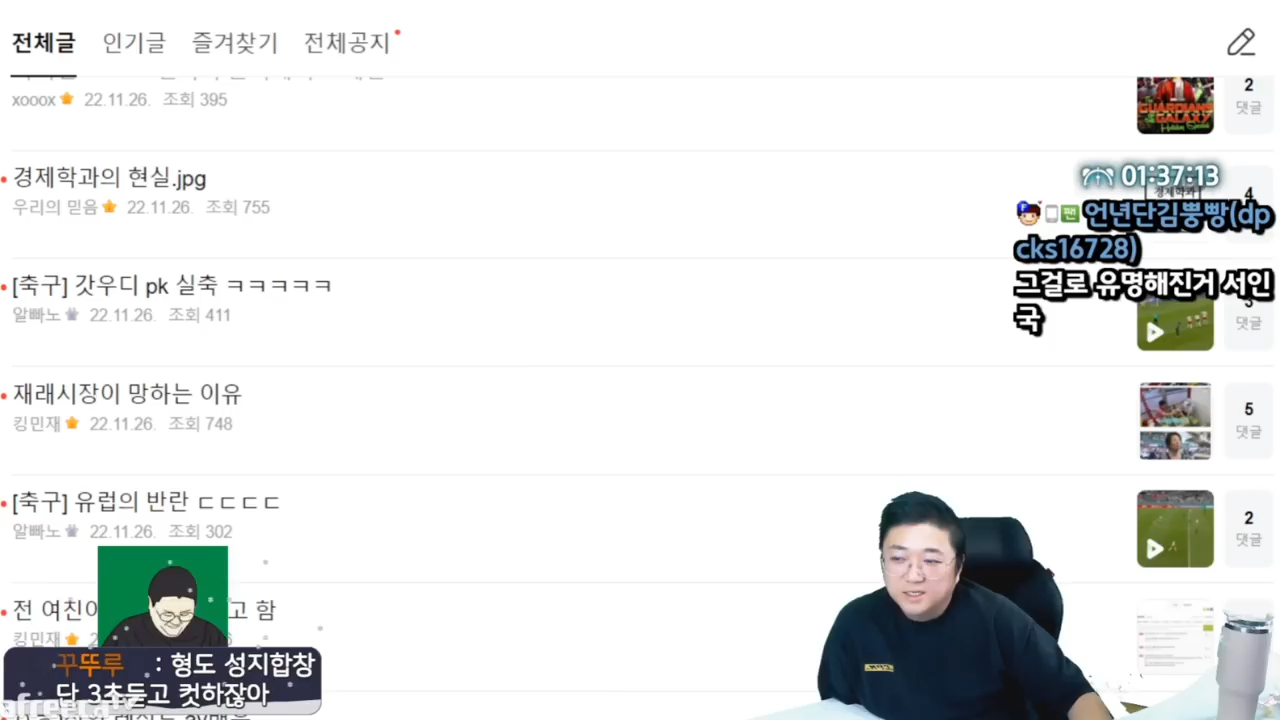 전체글 인기글 즐겨찾기 전체공지
xooox 22.11.26. 조회 395
GUARDIANS
GALAXY
2
댓글
경제학과의 현실.jpg
우리의 믿음 22.11.26. 조회 755
4
01:37:13
팬 언년단김뿡빵(dp
cks16728)
그걸로 유명해진거 서인
국
[축구] 갓우디 pk 실축 ㅋㅋㅋㅋㅋ
알빠노 22.11.26. 조회 411
3
댓글
재래시장이 망하는 이유
킹민재 22.11.26. 조회 748
5
댓글
[축구] 유럽의 반란 ㄷㄷㄷㄷ
알빠노 22.11.26. 조회 302
2
댓글
전 여친이 고 함
킹민재
꾸뚜루 : 형도 성지합창
단 3초듣고 컷하잖아
afreeca